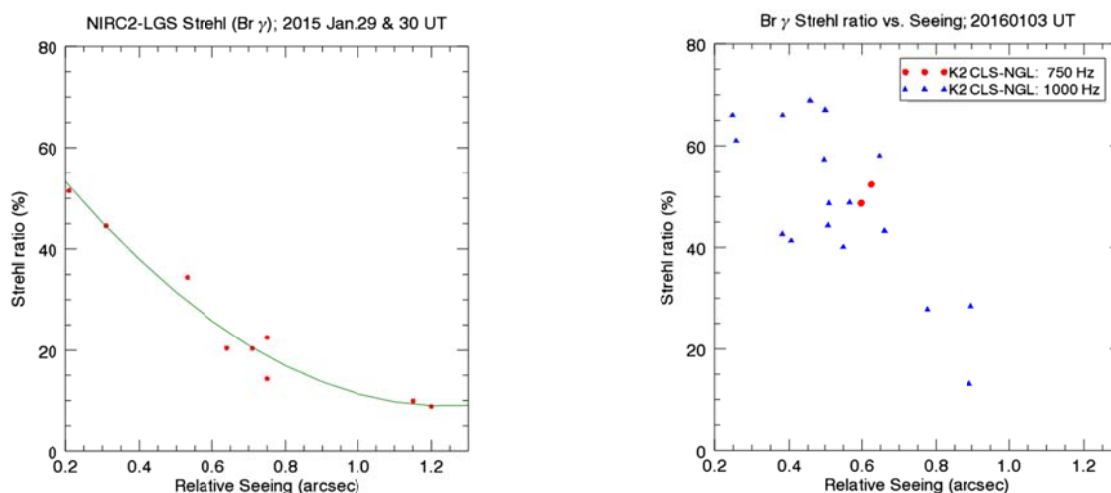 NIRC2-LGS Strehl (Br γ); 2015 Jan.29 & 30 UT
80
60
40
20
0
Strehl ratio (%)
0.2 0.4 0.6 0.8 1.0 1.2
Relative Seeing (arcsec)
Br γ Strehl ratio vs. Seeing; 20160103 UT
K2 CLS-NGL: 750 Hz
K2 CLS-NGL: 1000 Hz
80
60
40
20
0
Strehl ratio (%)
0.2 0.4 0.6 0.8 1.0 1.2
Relative Seeing (arcsec)